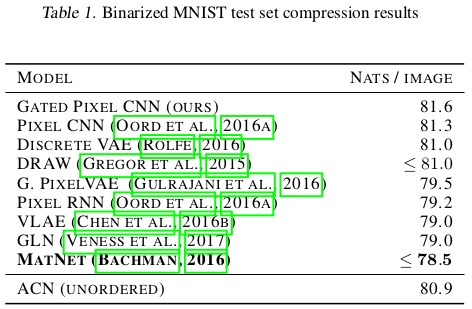 Table 1. Binarized MNIST test set compression results
MODEL NATS / IMAGE
GATED PIXEL CNN (OURS) 81.6
PIXEL CNN (OORD ET AL., 2016A) 81.3
DISCRETE VAE (ROLFE, 2016) 81.0
DRAW (GREGOR ET AL., 2015) ≤ 81.0
G. PIXELVAE (GULRAJANI ET AL., 2016) 79.5
PIXEL RNN (OORD ET AL., 2016A) 79.2
VLAE (CHEN ET AL., 2016B) 79.0
GLN (VENESS ET AL., 2017) 79.0
MATNET (BACHMAN, 2016) ≤ 78.5
ACN (UNORDERED) 80.9